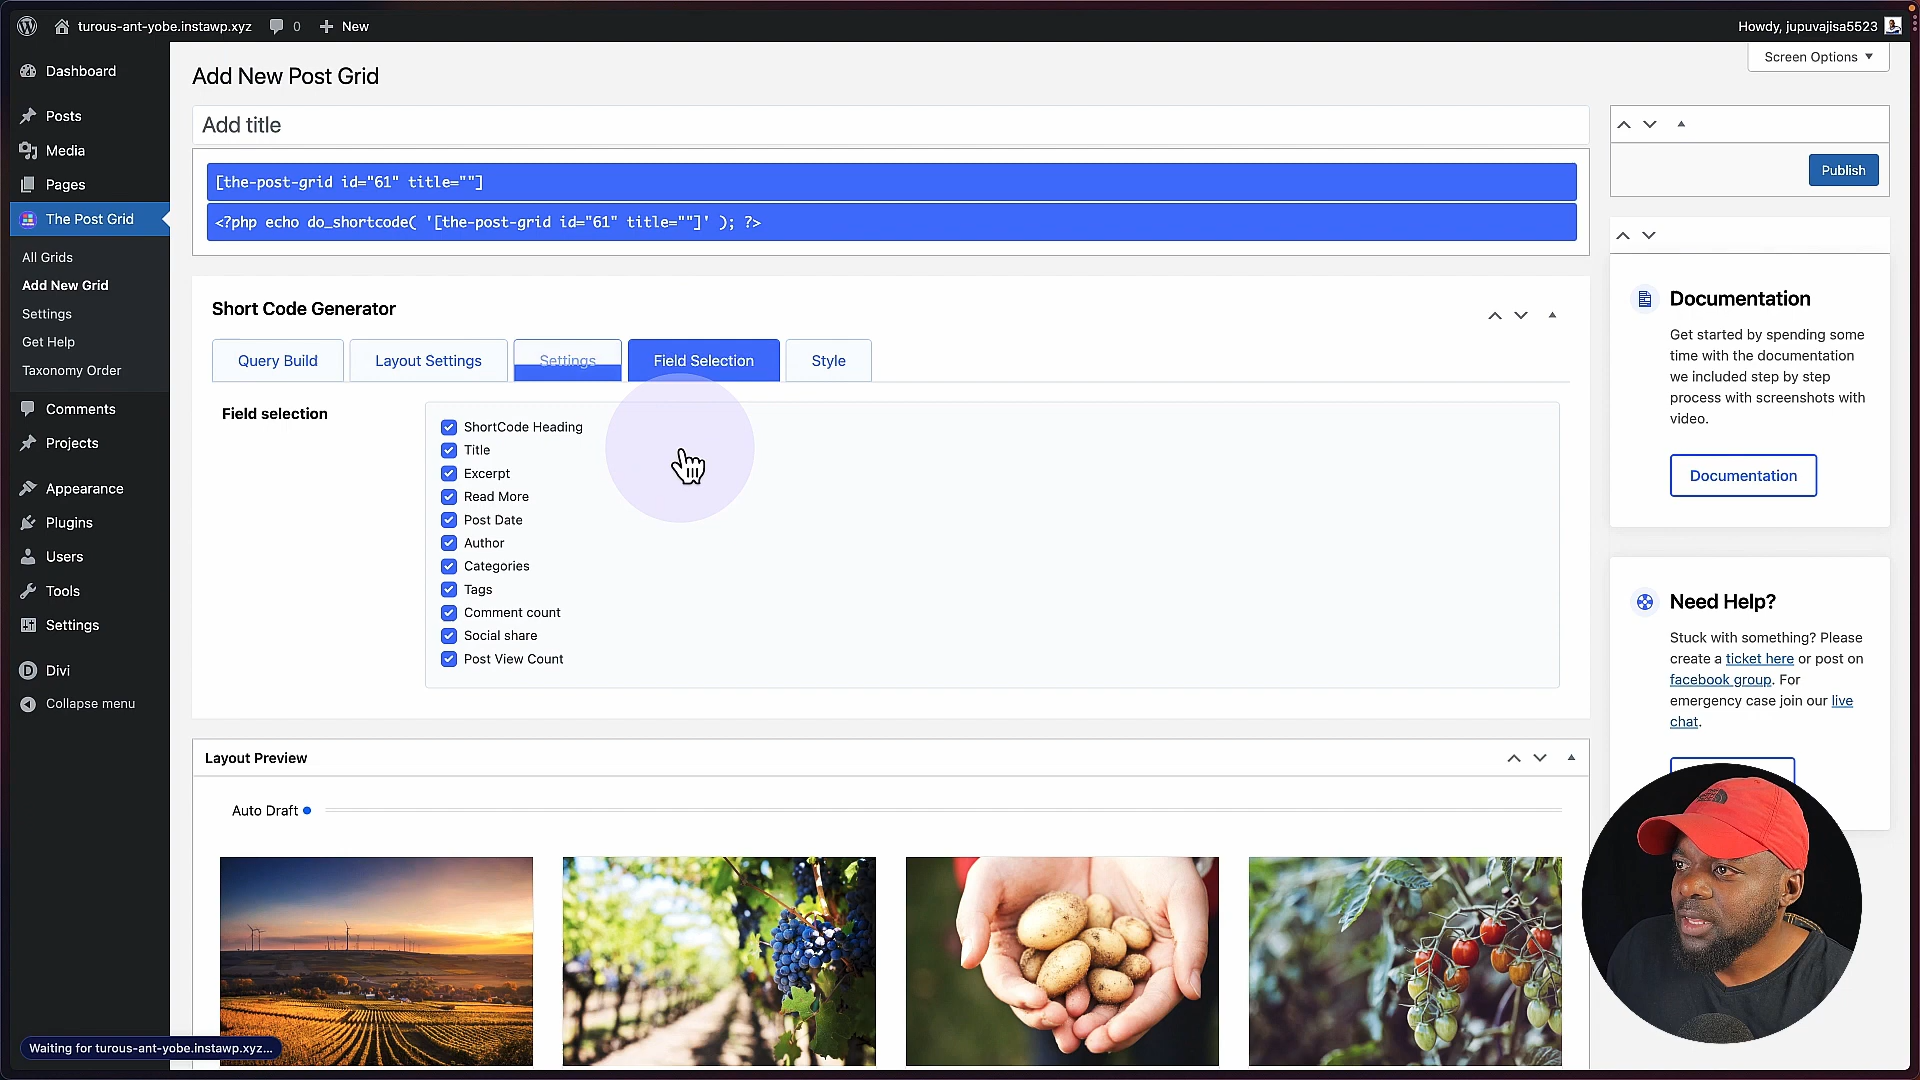 turous-ant-yobe.instawp.xyz
0
New
Howdy, jupuvajisa5523
Dashboard
Posts
Media
Pages
The Post Grid
All Grids
Add New Grid
Settings
Get Help
Taxonomy Order
Comments
Projects
Appearance
Plugins
Users
Tools
Settings
Divi
Collapse menu
Waiting for turous-ant-yobe.instawp.xyz...
Screen Options
Add New Post Grid
Add title
[the-post-grid id="61" title=""]
<?php echo do_shortcode( '[the-post-grid id="61" title=""]' ); ?>
Short Code Generator
Query Build
Layout Settings
Settings
Field Selection
Style
Field selection
ShortCode Heading
Title
Excerpt
Read More
Post Date
Author
Categories
Tags
Comment count
Social share
Post View Count
Layout Preview
Auto Draft
Publish
Documentation
Get started by spending some
time with the documentation
we included step by step
process with screenshots with
video.
Documentation
Need Help?
Stuck with something? Please
create a ticket here or post on
facebook group. For
emergency case join our live
chat.